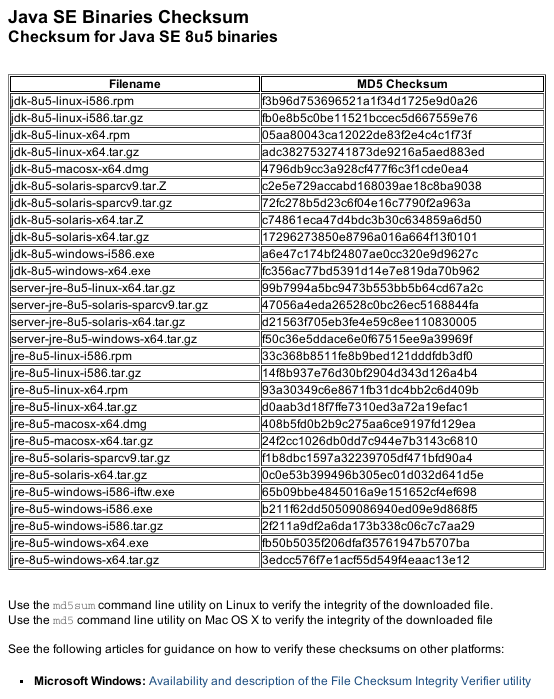 Java SE Binaries Checksum
Checksum for Java SE 8u5 binaries
Filename MD5 Checksum
jdk-8u5-linux-i586.rpm f3b96d753696521a1f34d1725e9d0a26
jdk-8u5-linux-i586.tar.gz fb0e8b5c0be11521bccec5d667559e76
jdk-8u5-linux-x64.rpm 05aa80043ca12022de83f2e4c4c1f73f
jdk-8u5-linux-x64.tar.gz adc3827532741873de9216a5aed883ed
jdk-8u5-macosx-x64.dmg 4796db9cc3a928cf477f6c3f1cde0ea4
jdk-8u5-solaris-sparcv9.tar.Z c2e5e729accabd168039ae18c8ba9038
jdk-8u5-solaris-sparcv9.tar.gz 72fc278b5d23c6f04e16c7790f2a963a
jdk-8u5-solaris-x64.tar.Z c74861eca47d4bdc3b30c634859a6d50
jdk-8u5-solaris-x64.tar.gz 17296273850e8796a016a664f13f0101
jdk-8u5-windows-i586.exe a6e47c174bf24807ae0cc320e9d9627c
jdk-8u5-windows-x64.exe fc356ac77bd5391d14e7e819da70b962
server-jre-8u5-linux-x64.tar.gz 99b7994a5bc9473b553bb5b64cd67a2c
server-jre-8u5-solaris-sparcv9.tar.gz 47056a4eda26528c0bc26ec5168844fa
server-jre-8u5-solaris-x64.tar.gz d21563f705eb3fe4e59c8ee110830005
server-jre-8u5-windows-x64.tar.gz f50c36e5ddace6e0f67515ee9a39969f
jre-8u5-linux-i586.rpm 33c368b8511fe8b9bed121dddfdb3df0
jre-8u5-linux-i586.tar.gz 14f8b937e76d30bf2904d343d126a4b4
jre-8u5-linux-x64.rpm 93a30349c6e8671fb31dc4bb2c6d409b
jre-8u5-linux-x64.tar.gz d0aab3d18f7ffe7310ed3a72a19efac1
jre-8u5-macosx-x64.dmg 408b5fd0b2b9c275aa6ce9197fd129ea
jre-8u5-macosx-x64.tar.gz 24f2cc1026db0dd7c944e7b3143c6810
jre-8u5-solaris-sparcv9.tar.gz f1b8dbc1597a32239705df471bfd90a4
jre-8u5-solaris-x64.tar.gz 0c0e53b399496b305ec01d032d641d5e
jre-8u5-windows-i586-iftw.exe 65b09bbe4845016a9e151652cf4ef698
jre-8u5-windows-i586.exe b211f62dd50509086940ed09e9d868f5
jre-8u5-windows-i586.tar.gz 2f211a9df2a6da173b338c06c7c7aa29
jre-8u5-windows-x64.exe fb50b5035f206dfaf35761947b5707ba
jre-8u5-windows-x64.tar.gz 3edcc576f7e1acf55d549f4eaac13e12
Use the md5sum command line utility on Linux to verify the integrity of the downloaded file.
Use the md5 command line utility on Mac OS X to verify the integrity of the downloaded file
See the following articles for guidance on how to verify these checksums on other platforms:
▪ Microsoft Windows: Availability and description of the File Checksum Integrity Verifier utility